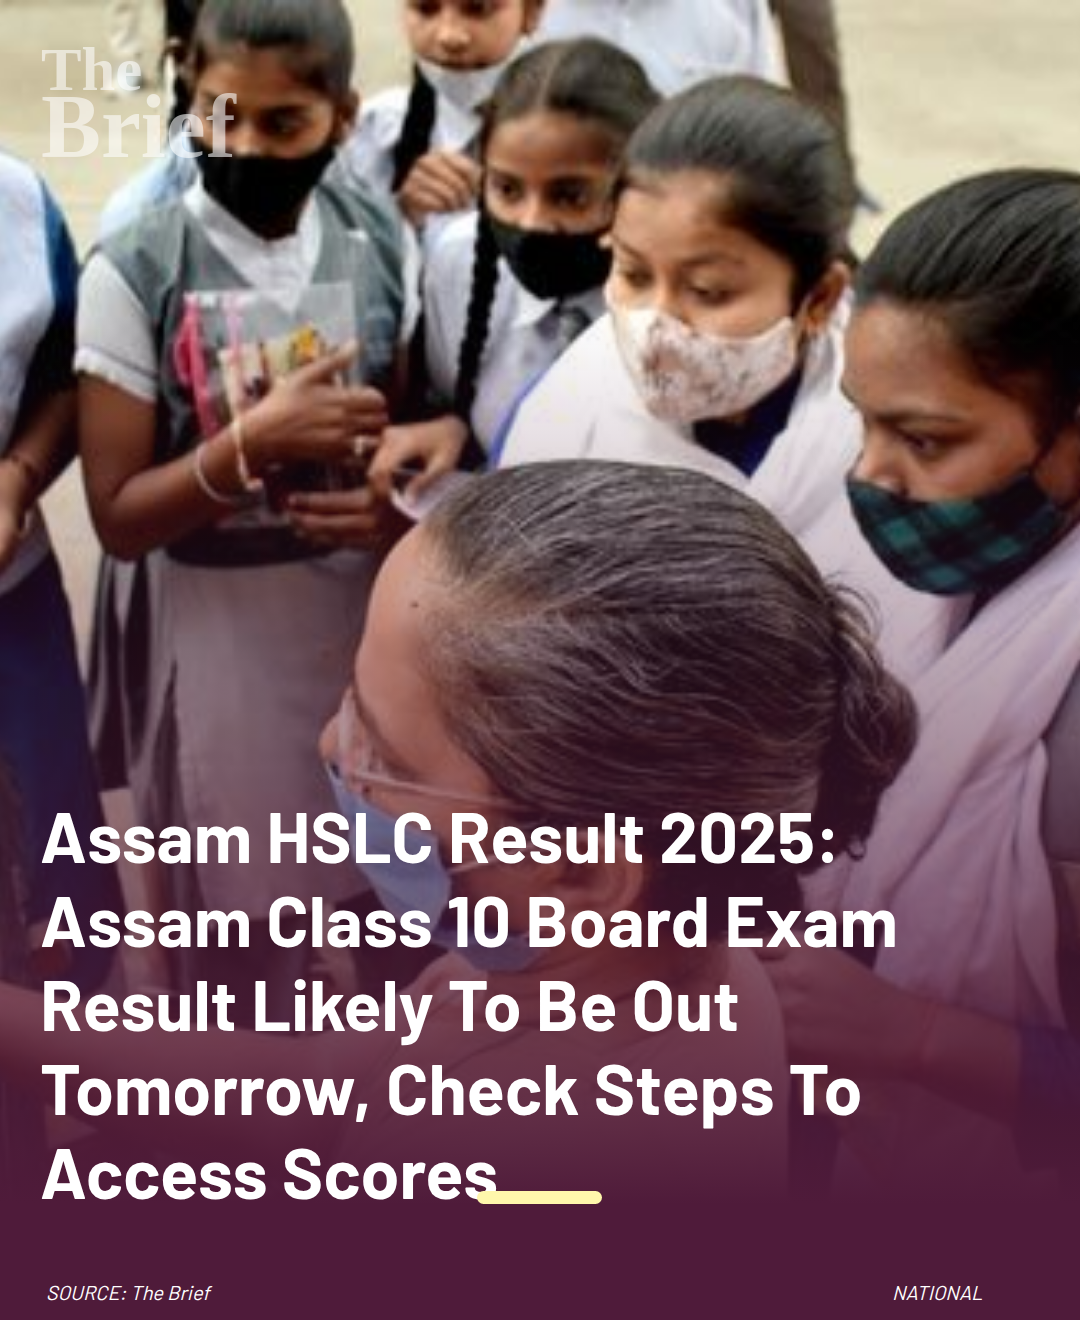 The
Brief
Assam HSLC Result 2025:
Assam Class 10 Board Exam
Result Likely To Be Out
Tomorrow, Check Steps To
Access Scores
SOURCE: The Brief
NATIONAL